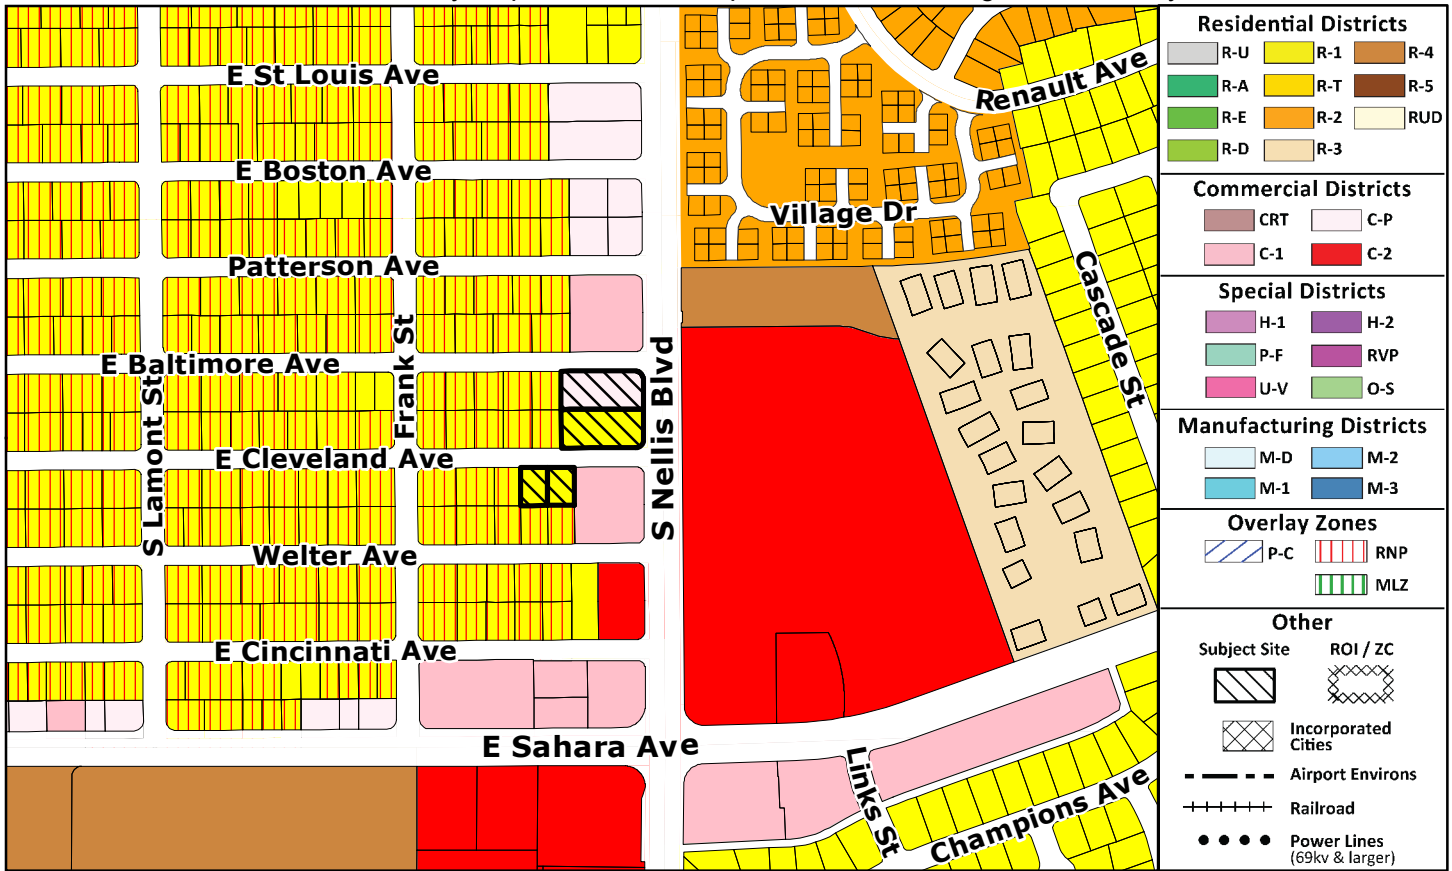 E St Louis Ave
E Boston Ave
Patterson Ave
E Baltimore Ave
E Cleveland Ave
Welter Ave
E Cincinnati Ave
E Sahara Ave
S Lamont St
Frank St
S Nellis Blvd
Renault Ave
Village Dr
Cascade St
Links St
Champions Ave
Residential Districts
R-U R-1 R-4
R-A R-T R-5
R-E R-2 RUD
R-D R-3
Commercial Districts
CRT C-P
C-1 C-2
Special Districts
H-1 H-2
P-F RVP
U-V O-S
Manufacturing Districts
M-D M-2
M-1 M-3
Overlay Zones
P-C RNP
MLZ
Other
Subject Site ROI / ZC
Incorporated
Cities
Airport Environs
Railroad
Power Lines
(69kv & larger)